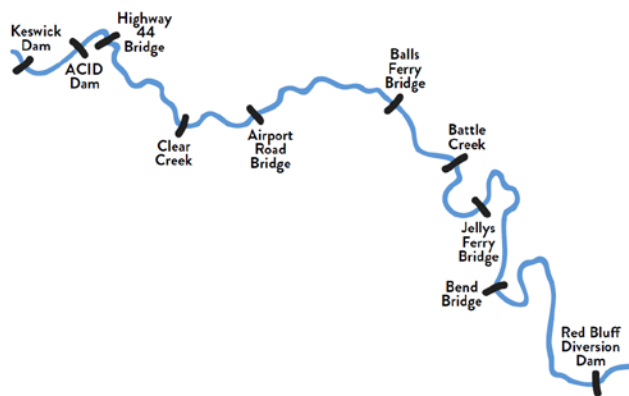 Keswick
Dam
ACID
Dam
Highway
44
Bridge
Clear
Creek
Airport
Road
Bridge
Balls
Ferry
Bridge
Battle
Creek
Jellys
Ferry
Bridge
Bend
Bridge
Red Bluff
Diversion
Dam